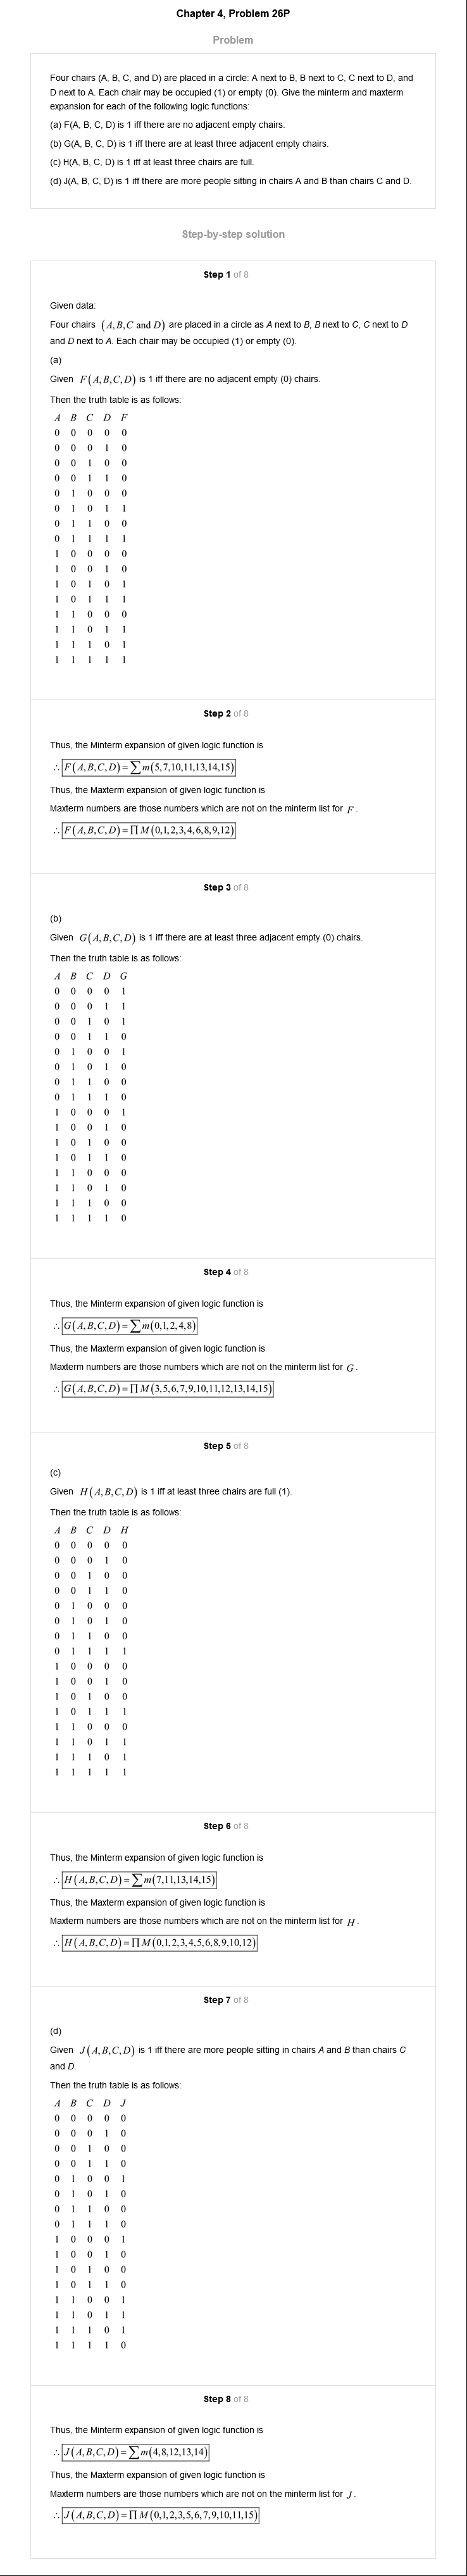 Chapter 4, Problem 26P
Problem
Four chairs (A, B, C, and D) are placed in a circle: A next to B, B next to C, C next to D, and
D next to A. Each chair may be occupied (1) or empty (0). Give the minterm and maxterm
expansion for each of the following logic functions:
(a) F(A, B, C, D) is 1 iff there are no adjacent empty chairs.
(b) G(A, B, C, D) is 1 iff there are at least three adjacent empty chairs.
(c) H(A, B, C, D) is 1 iff at least three chairs are full.
(d) J(A, B, C, D) is 1 iff there are more people sitting in chairs A and B than chairs C and D.
Step-by-step solution
Step 1 of 8
Given data:
Four chairs (A, B, C and D) are placed in a circle as A next to B, B next to C, C next to D
and D next to A. Each chair may be occupied (1) or empty (0).
(a)
Given F(A,B,C,D) is 1 iff there are no adjacent empty (0) chairs.
Then the truth table is as follows:
A B C D F
0 0 0 0 0
0 0 0 1 0
0 0 1 0 0
0 0 1 1 0
0 1 0 0 0
0 1 0 1 1
0 1 1 0 0
0 1 1 1 1
1 0 0 0 0
1 0 0 1 0
1 0 1 0 1
1 0 1 1 1
1 1 0 0 0
1 1 0 1 1
1 1 1 0 1
1 1 1 1 1
Step 2 of 8
Thus, the Minterm expansion of given logic function is
∴ F(A,B,C,D)=∑m(5,7,10,11,13,14,15)
Thus, the Maxterm expansion of given logic function is
Maxterm numbers are those numbers which are not on the minterm list for F.
∴ F(A,B,C,D)=∏M(0,1,2,3,4,6,8,9,12)
Step 3 of 8
(b)
Given G(A,B,C,D) is 1 iff there are at least three adjacent empty (0) chairs.
Then the truth table is as follows:
A B C D G
0 0 0 0 1
0 0 0 1 1
0 0 1 0 1
0 0 1 1 0
0 1 0 0 1
0 1 0 1 0
0 1 1 0 0
0 1 1 1 0
1 0 0 0 1
1 0 0 1 0
1 0 1 0 0
1 0 1 1 0
1 1 0 0 0
1 1 0 1 0
1 1 1 0 0
1 1 1 1 0
Step 4 of 8
Thus, the Minterm expansion of given logic function is
∴ G(A,B,C,D)=∑m(0,1,2,4,8)
Thus, the Maxterm expansion of given logic function is
Maxterm numbers are those numbers which are not on the minterm list for G.
∴ G(A,B,C,D)=∏M(3,5,6,7,9,10,11,12,13,14,15)
Step 5 of 8
(c)
Given H(A,B,C,D) is 1 iff at least three chairs are full (1).
Then the truth table is as follows:
A B C D H
0 0 0 0 0
0 0 0 1 0
0 0 1 0 0
0 0 1 1 0
0 1 0 0 0
0 1 0 1 0
0 1 1 0 0
0 1 1 1 1
1 0 0 0 0
1 0 0 1 0
1 0 1 0 0
1 0 1 1 1
1 1 0 0 0
1 1 0 1 1
1 1 1 0 1
1 1 1 1 1
Step 6 of 8
Thus, the Minterm expansion of given logic function is
∴ H(A,B,C,D)=∑m(7,11,13,14,15)
Thus, the Maxterm expansion of given logic function is
Maxterm numbers are those numbers which are not on the minterm list for H.
∴ H(A,B,C,D)=∏M(0,1,2,3,4,5,6,8,9,10,12)
Step 7 of 8
(d)
Given J(A,B,C,D) is 1 iff there are more people sitting in chairs A and B than chairs C
and D.
Then the truth table is as follows:
A B C D J
0 0 0 0 0
0 0 0 1 0
0 0 1 0 0
0 0 1 1 0
0 1 0 0 1
0 1 0 1 0
0 1 1 0 0
0 1 1 1 0
1 0 0 0 1
1 0 0 1 0
1 0 1 0 0
1 0 1 1 0
1 1 0 0 1
1 1 0 1 1
1 1 1 0 1
1 1 1 1 0
Step 8 of 8
Thus, the Minterm expansion of given logic function is
∴ J(A,B,C,D)=∑m(4,8,12,13,14)
Thus, the Maxterm expansion of given logic function is
Maxterm numbers are those numbers which are not on the minterm list for J.
∴ J(A,B,C,D)=∏M(0,1,2,3,5,6,7,9,10,11,15)